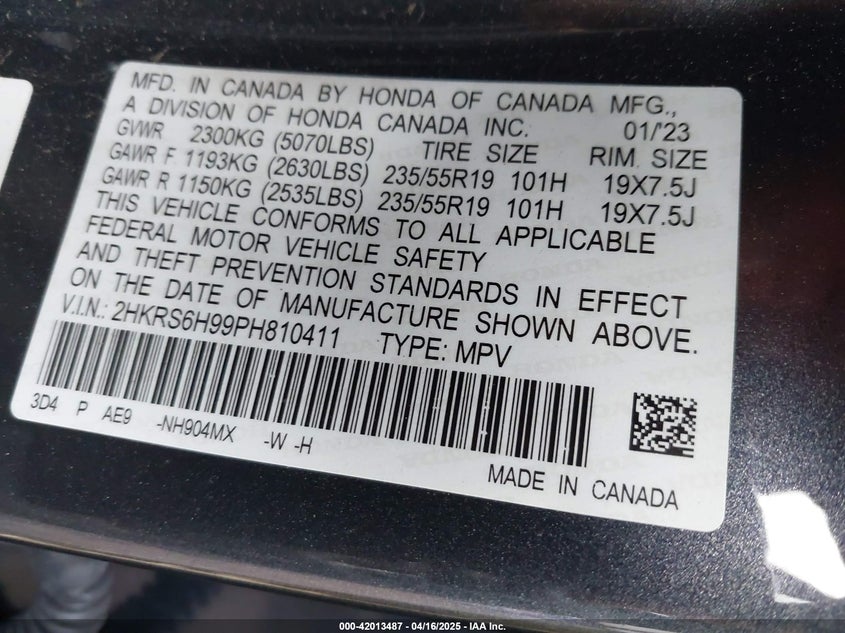 MFD. IN CANADA BY HONDA OF CANADA MFG.,
A DIVISION OF HONDA CANADA INC. 01/'23
GVWR 2300KG (5070LBS) TIRE SIZE RIM. SIZE
GAWR F 1193KG (2630LBS) 235/55R19 101H 19X7.5J
GAWR R 1150KG (2535LBS) 235/55R19 101H 19X7.5J
THIS VEHICLE CONFORMS TO ALL APPLICABLE
FEDERAL MOTOR VEHICLE SAFETY
AND THEFT PREVENTION STANDARDS IN EFFECT
ON THE DATE OF MANUFACTURE SHOWN ABOVE.
V.I.N.: 2HKRS6H99PH810411 TYPE: MPV
3D4 P AE9 -NH904MX -W -H
MADE IN CANADA
000-42013487 - 04/16/2025 - IAA Inc.